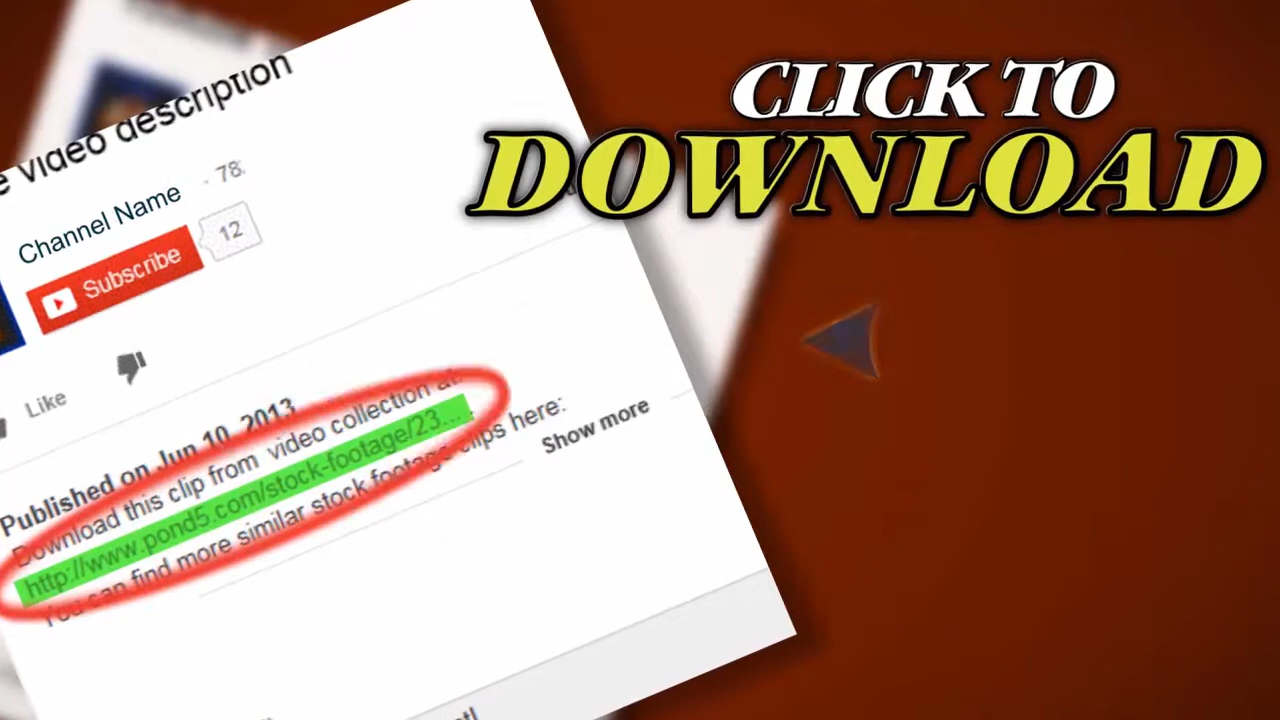 CLICK TO
DOWNLOAD
video description
Channel Name
Subscribe
12
Like
Published on Jun 10, 2013
Download this clip from video collection at
http://www.pond5.com/stock-footage/23...
You can find more similar stock footage clips here:
Show more